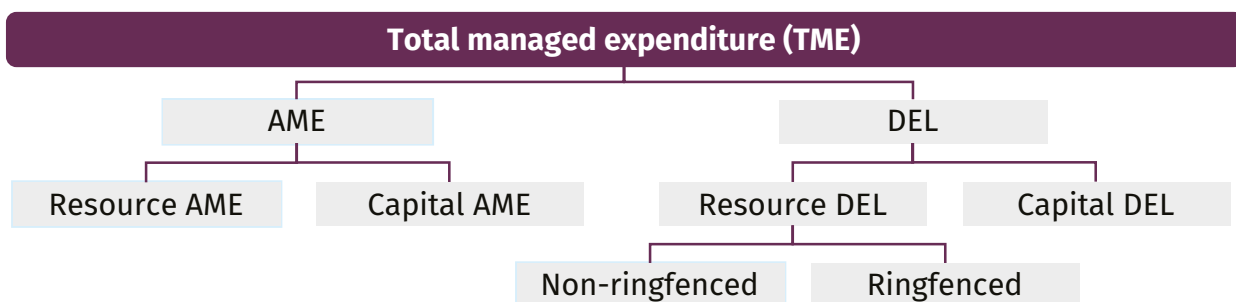 Total managed expenditure (TME)
AME
DEL
Resource AME
Capital AME
Resource DEL
Capital DEL
Non-ringfenced
Ringfenced